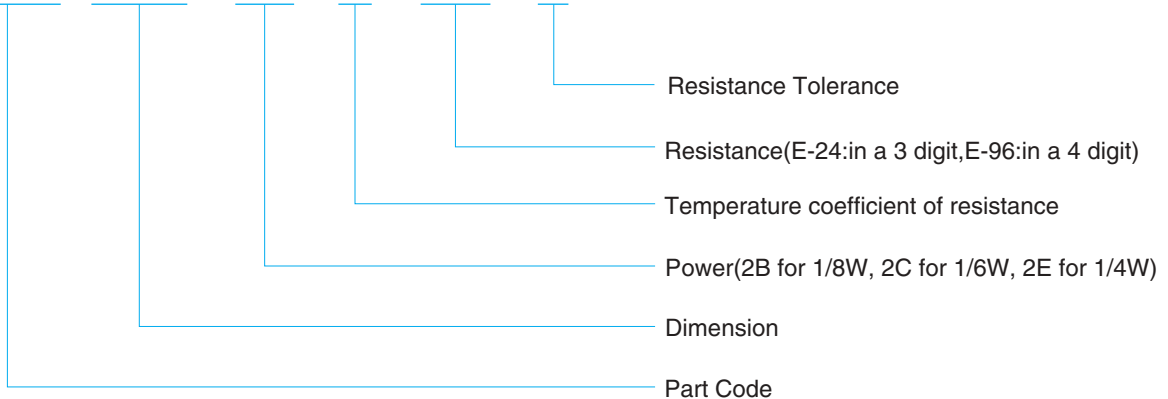 Resistance Tolerance
Resistance(E-24:in a 3 digit,E-96:in a 4 digit)
Temperature coefficient of resistance
Power(2B for 1/8W, 2C for 1/6W, 2E for 1/4W)
Dimension
Part Code